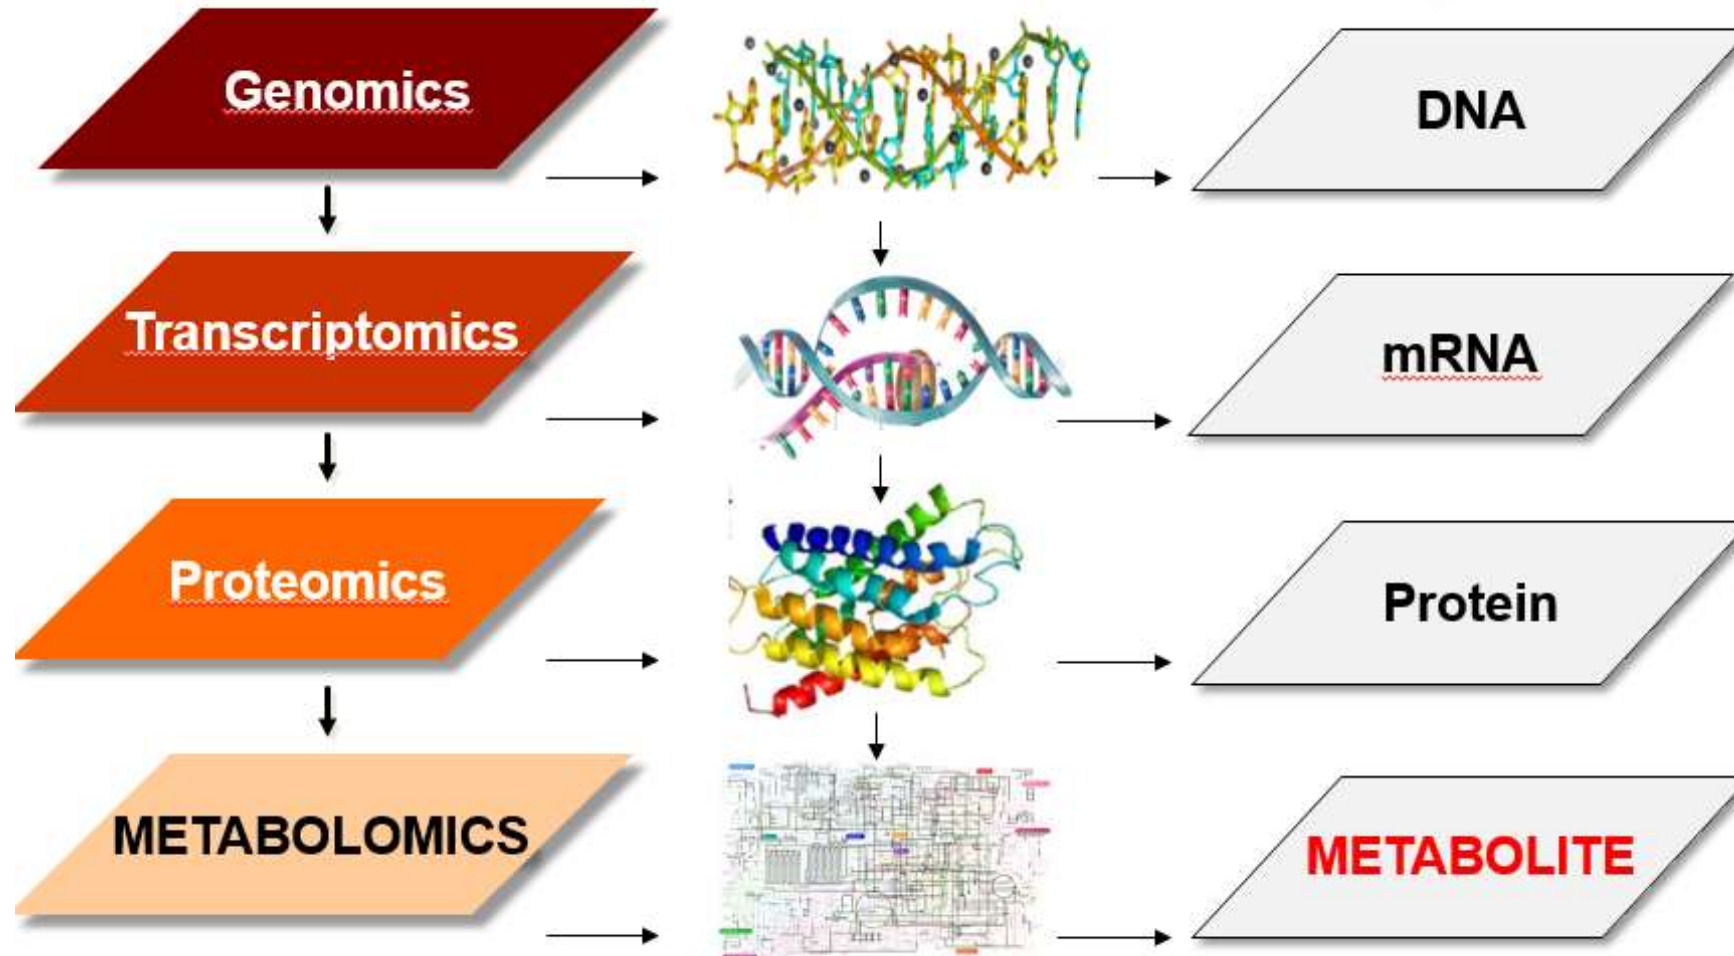 Genomics
DNA
Transcriptomics
mRNA
Proteomics
Protein
METABOLOMICS
METABOLITE